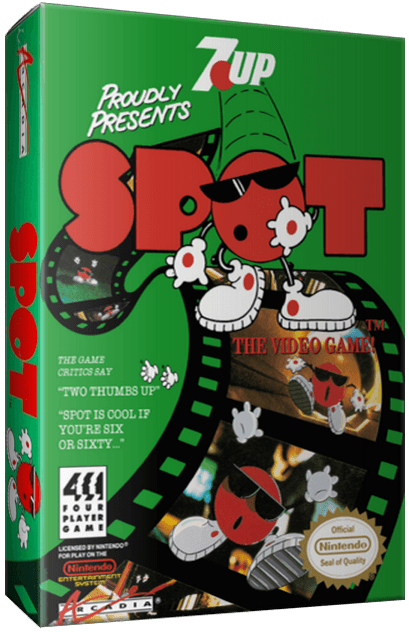 7UP
PROUDLY
PRESENTS
SPOT
TM
THE VIDEO GAME!
THE GAME
CRITICS SAY
"TWO THUMBS UP"
"SPOT IS COOL IF
YOU'RE SIX
OR SIXTY..."
FOUR
PLAYER
GAME
LICENSED BY NINTENDO®
FOR PLAY ON THE
Nintendo
ENTERTAINMENT
SYSTEM
ARCADIA
Official
Nintendo
Seal of Quality
ARCADIA
SPOT